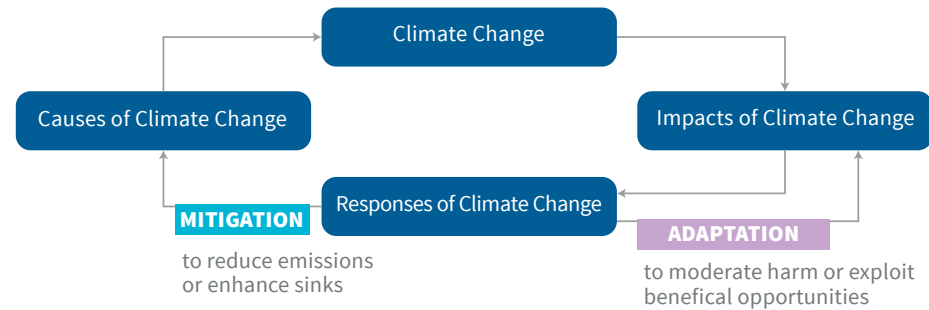 Climate Change
Causes of Climate Change
Impacts of Climate Change
Responses of Climate Change
MITIGATION
to reduce emissions
or enhance sinks
ADAPTATION
to moderate harm or exploit
benefical opportunities